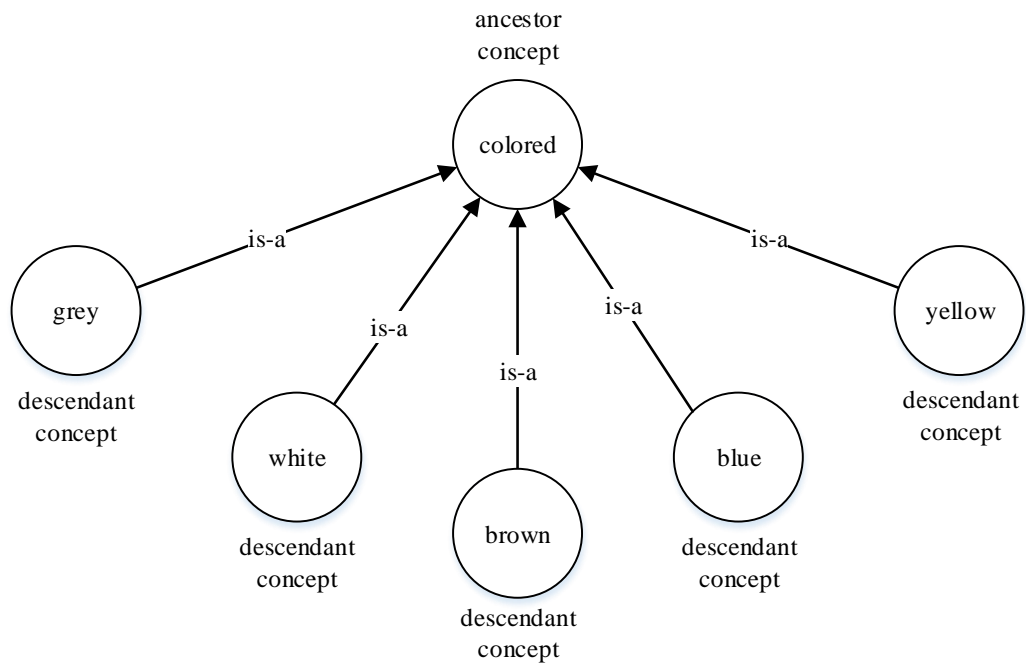 ancestor
concept
colored
is-a
is-a
grey
yellow
is-a
is-a
is-a
descendant
concept
descendant
concept
white
blue
brown
descendant
concept
descendant
concept
descendant
concept